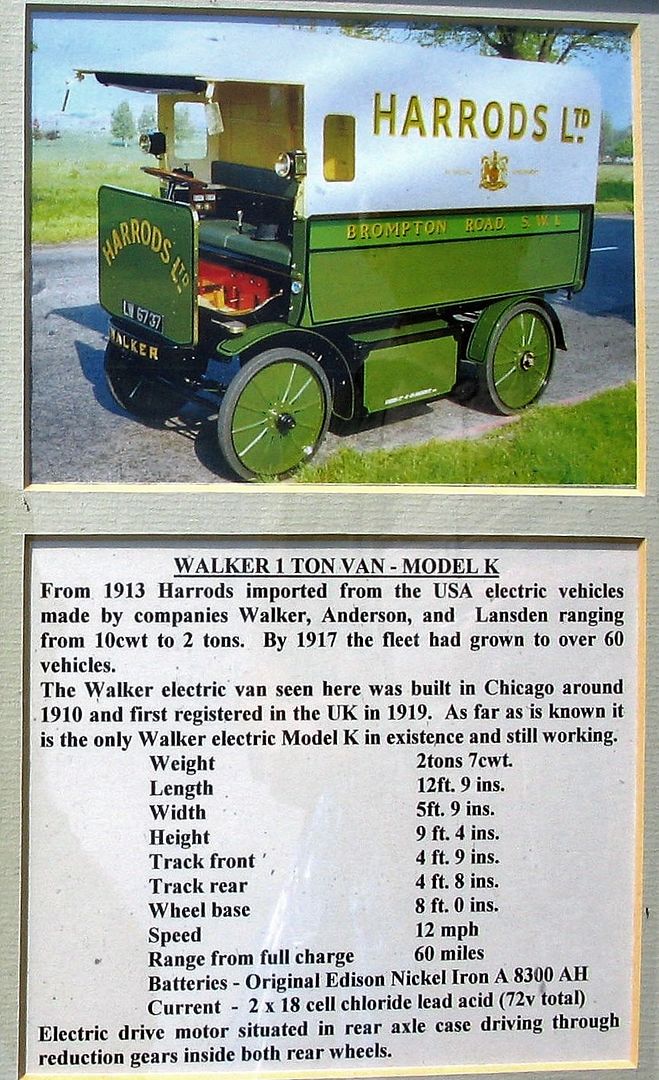 HARRODS LTD.
BROMPTON ROAD. S.W.1.
HARRODS LTD
LW 6737
WALKER
WALKER 1 TON VAN - MODEL K
From 1913 Harrods imported from the USA electric vehicles
made by companies Walker, Anderson, and Lansden ranging
from 10cwt to 2 tons. By 1917 the fleet had grown to over 60
vehicles.
The Walker electric van seen here was built in Chicago around
1910 and first registered in the UK in 1919. As far as is known it
is the only Walker electric Model K in existence and still working.
Weight 2tons 7cwt.
Length 12ft. 9 ins.
Width 5ft. 9 ins.
Height 9 ft. 4 ins.
Track front 4 ft. 9 ins.
Track rear 4 ft. 8 ins.
Wheel base 8 ft. 0 ins.
Speed 12 mph
Range from full charge 60 miles
Batteries - Original Edison Nickel Iron A 8300 AH
Current - 2 x 18 cell chloride lead acid (72v total)
Electric drive motor situated in rear axle case driving through
reduction gears inside both rear wheels.